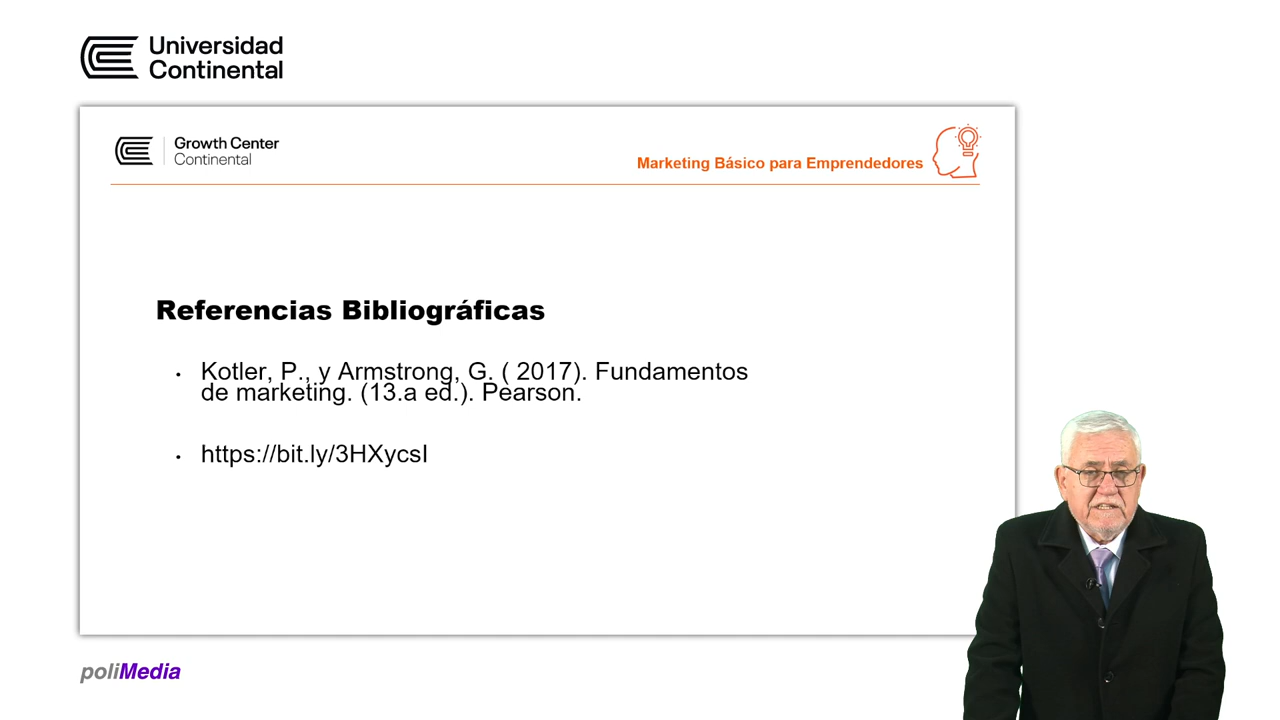 Universidad
Continental
Growth Center
Continental
Marketing Básico para Emprendedores
Referencias Bibliográficas
• Kotler, P., y Armstrong, G. ( 2017). Fundamentos
de marketing. (13.a ed.). Pearson.
• https://bit.ly/3HXycsI
poliMedia